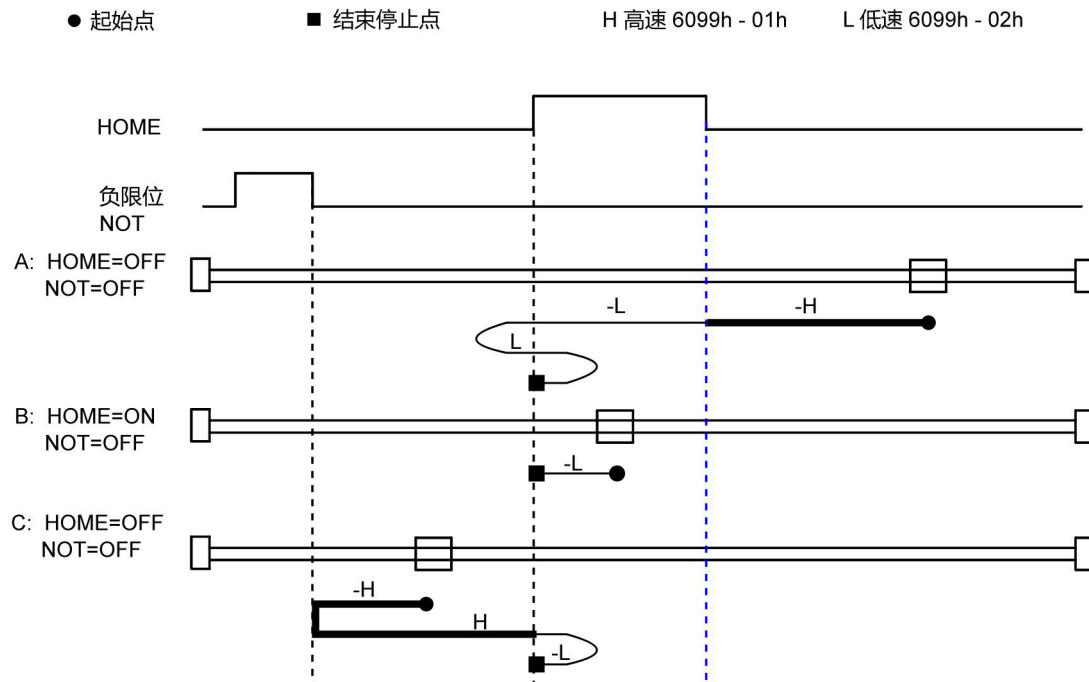 ● 起始点 ■ 结束停止点 H 高速 6099h - 01h L 低速 6099h - 02h
HOME
负限位
NOT
A: HOME=OFF
NOT=OFF
-L -H
L
B: HOME=ON
NOT=OFF
-L
C: HOME=OFF
NOT=OFF
-H
H
-L